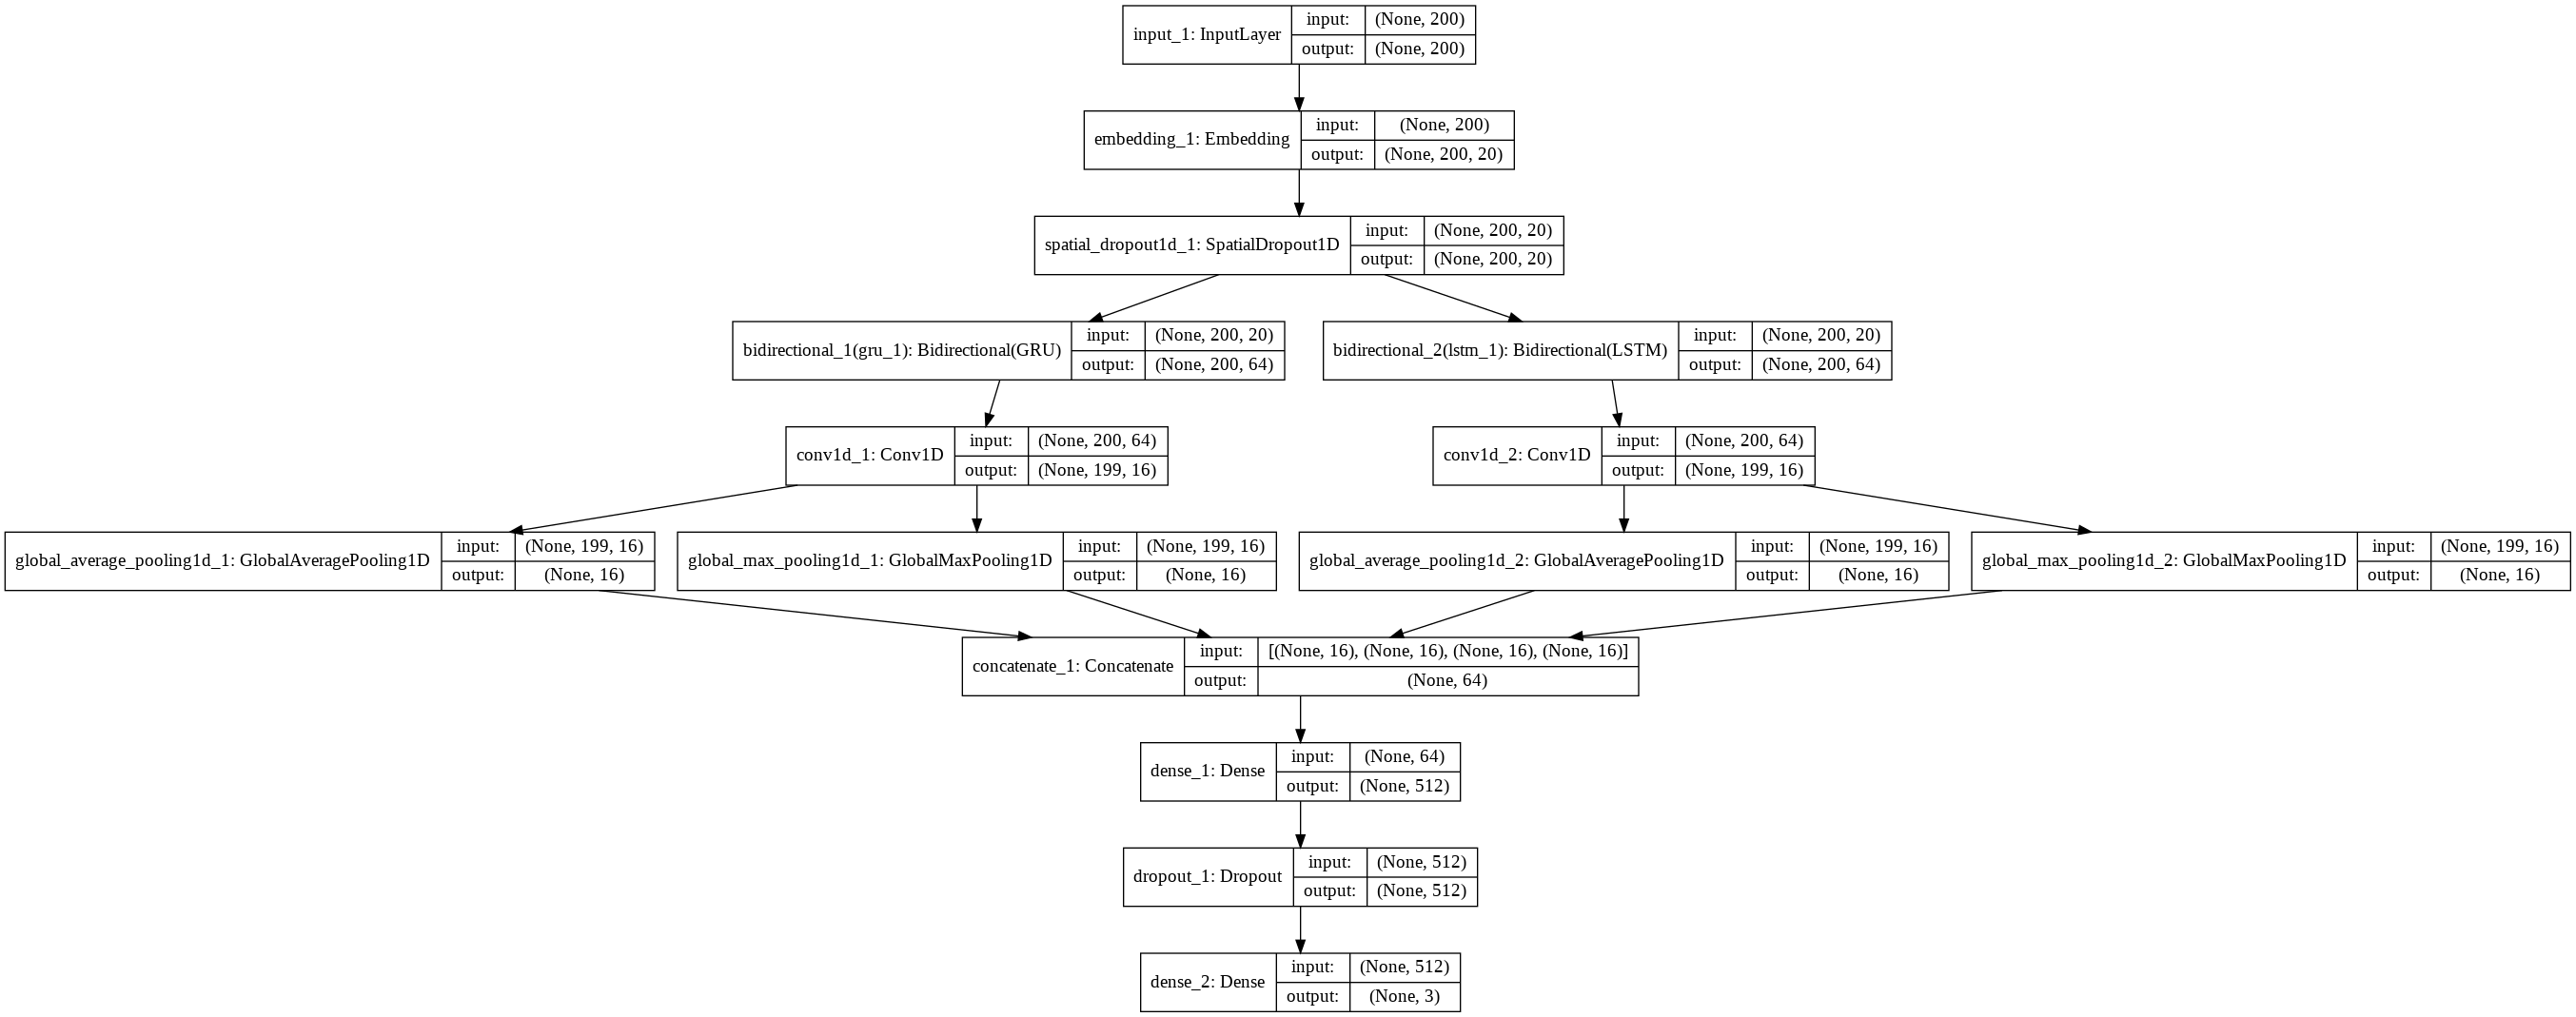 input_1: InputLayer
input: (None, 200)
output: (None, 200)
embedding_1: Embedding
input: (None, 200)
output: (None, 200, 20)
spatial_dropout1d_1: SpatialDropout1D
input: (None, 200, 20)
output: (None, 200, 20)
bidirectional_1(gru_1): Bidirectional(GRU)
input: (None, 200, 20)
output: (None, 200, 64)
bidirectional_2(lstm_1): Bidirectional(LSTM)
input: (None, 200, 20)
output: (None, 200, 64)
conv1d_1: Conv1D
input: (None, 200, 64)
output: (None, 199, 16)
conv1d_2: Conv1D
input: (None, 200, 64)
output: (None, 199, 16)
global_average_pooling1d_1: GlobalAveragePooling1D
input: (None, 199, 16)
output: (None, 16)
global_max_pooling1d_1: GlobalMaxPooling1D
input: (None, 199, 16)
output: (None, 16)
global_average_pooling1d_2: GlobalAveragePooling1D
input: (None, 199, 16)
output: (None, 16)
global_max_pooling1d_2: GlobalMaxPooling1D
input: (None, 199, 16)
output: (None, 16)
concatenate_1: Concatenate
input: [(None, 16), (None, 16), (None, 16), (None, 16)]
output: (None, 64)
dense_1: Dense
input: (None, 64)
output: (None, 512)
dropout_1: Dropout
input: (None, 512)
output: (None, 512)
dense_2: Dense
input: (None, 512)
output: (None, 3)